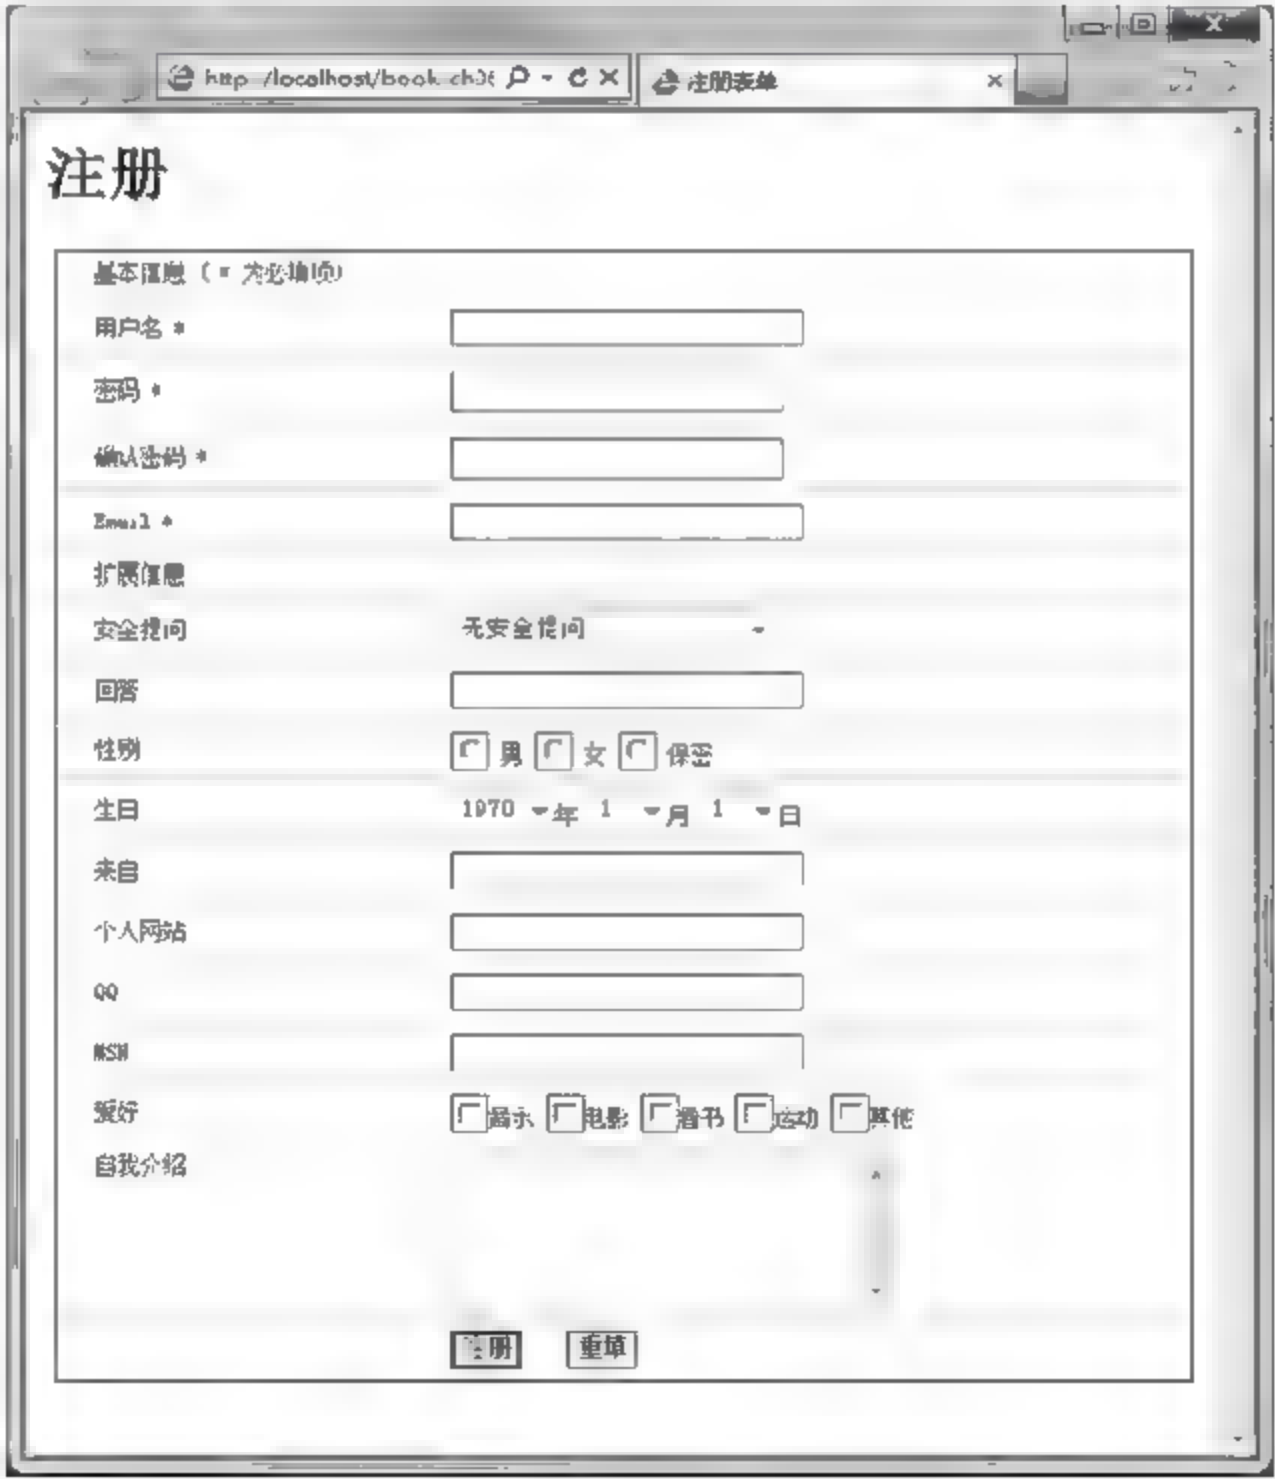 http //localhost/book ch06
注册表单
注册
基本信息 ( * 为必填项)
用户名 *
密码 *
确认密码 *
Email *
扩展信息
安全提问 无安全提问
回答
性别 男 女 保密
生日 1970 年 1 月 1 日
来自
个人网站
QQ
MSN
爱好 音乐 电影 看书 运动 其他
自我介绍
注册 重填